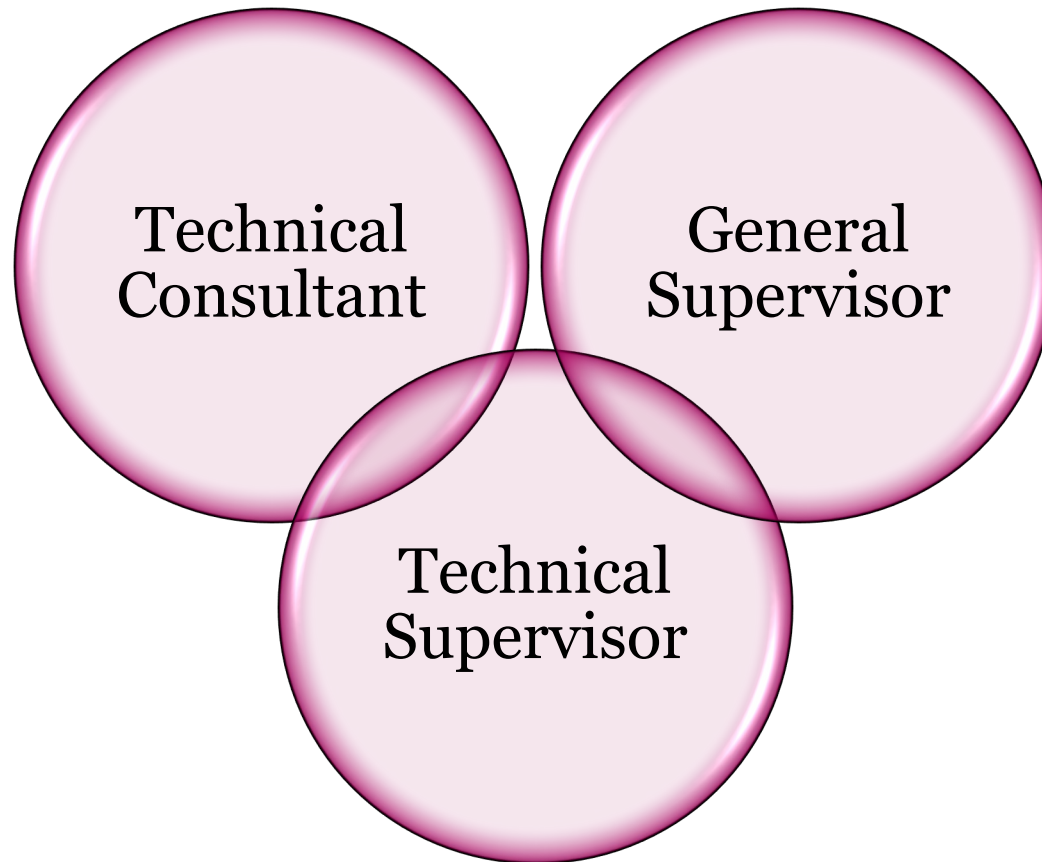 Technical
Consultant
General
Supervisor
Technical
Supervisor